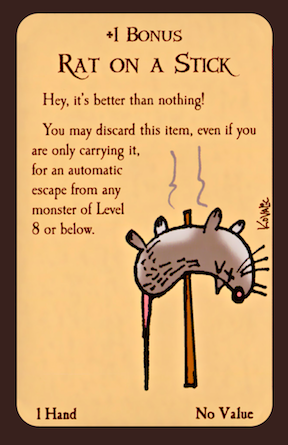 +1 Bonus
Rat on a Stick
Hey, it's better than nothing!
You may discard this item, even if you
are only carrying it,
for an automatic
escape from any
monster of Level
8 or below.
Kovalic
1 Hand
No Value